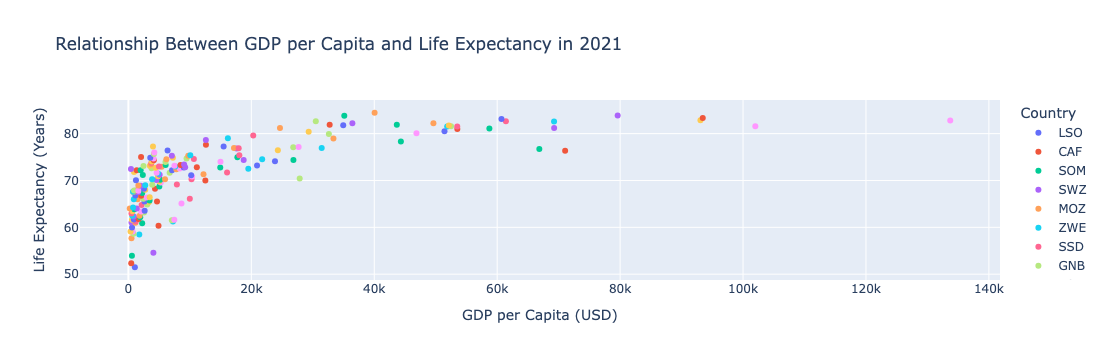 Relationship Between GDP per Capita and Life Expectancy in 2021
Country
LSO
CAF
SOM
SWZ
MOZ
ZWE
SSD
GNB
Life Expectancy (Years)
80
70
60
50
0
20k
40k
60k
80k
100k
120k
140k
GDP per Capita (USD)